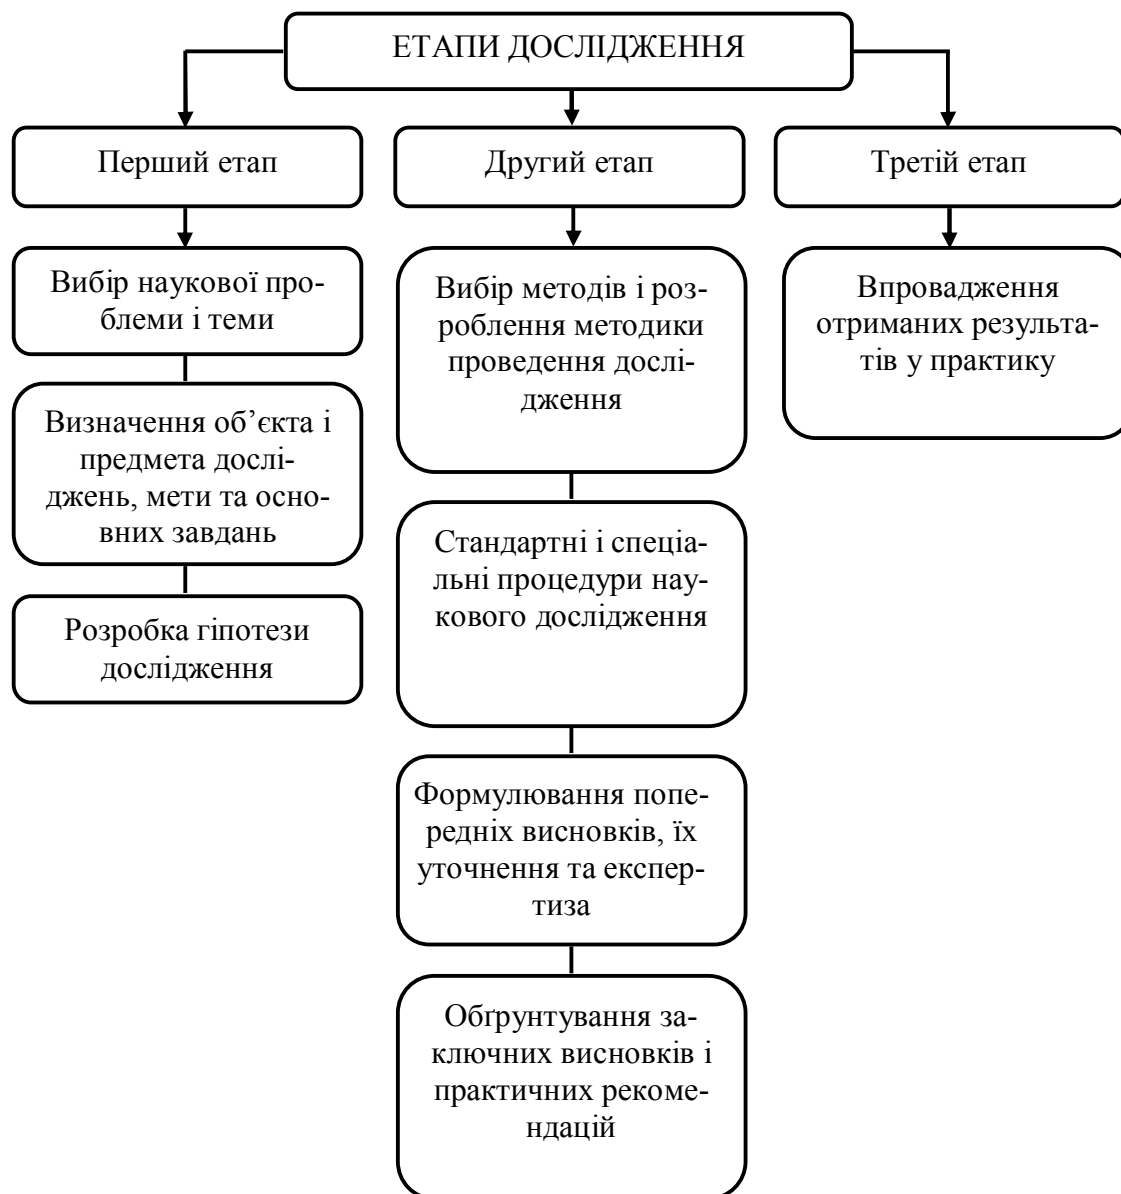 ЕТАПИ ДОСЛІДЖЕННЯ
Перший етап
Другий етап
Третій етап
Вибір наукової про-
блеми і теми
Визначення об’єкта і
предмета дослі-
джень, мети та осно-
вних завдань
Розробка гіпотези
дослідження
Вибір методів і роз-
роблення методики
проведення дослі-
дження
Стандартні і спеціа-
льні процедури нау-
кового дослідження
Формулювання попе-
редніх висновків, їх
уточнення та експер-
тиза
Обґрунтування за-
ключних висновків і
практичних рекоме-
ндацій
Впровадження
отриманих результа-
тів у практику